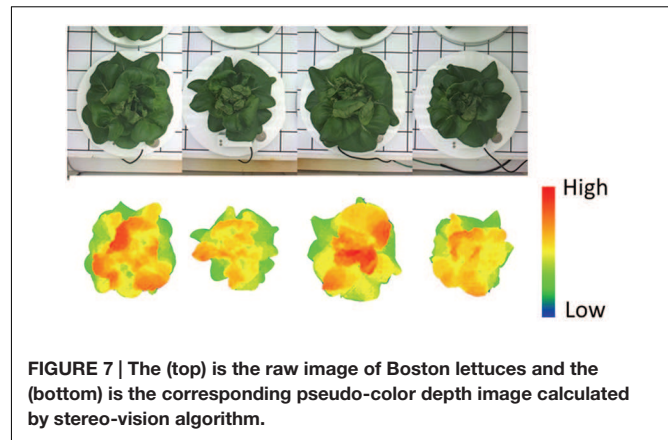 High
Low
FIGURE 7 | The (top) is the raw image of Boston lettuces and the
(bottom) is the corresponding pseudo-color depth image calculated
by stereo-vision algorithm.